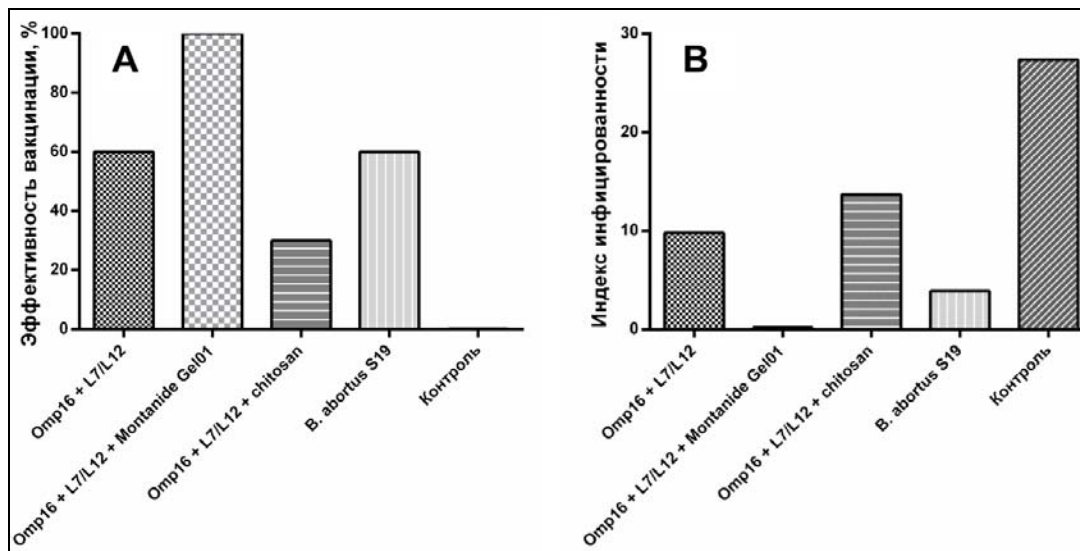 A
Эффективность вакцинации, %
100
80
60
40
20
0
Omp16 + L7/L12
Omp16 + L7/L12 + Montanide Gel01
Omp16 + L7/L12 + chitosan
B. abortus S19
Контроль
B
Индекс инфицированности
30
20
10
0
Omp16 + L7/L12
Omp16 + L7/L12 + Montanide Gel01
Omp16 + L7/L12 + chitosan
B. abortus S19
Контроль